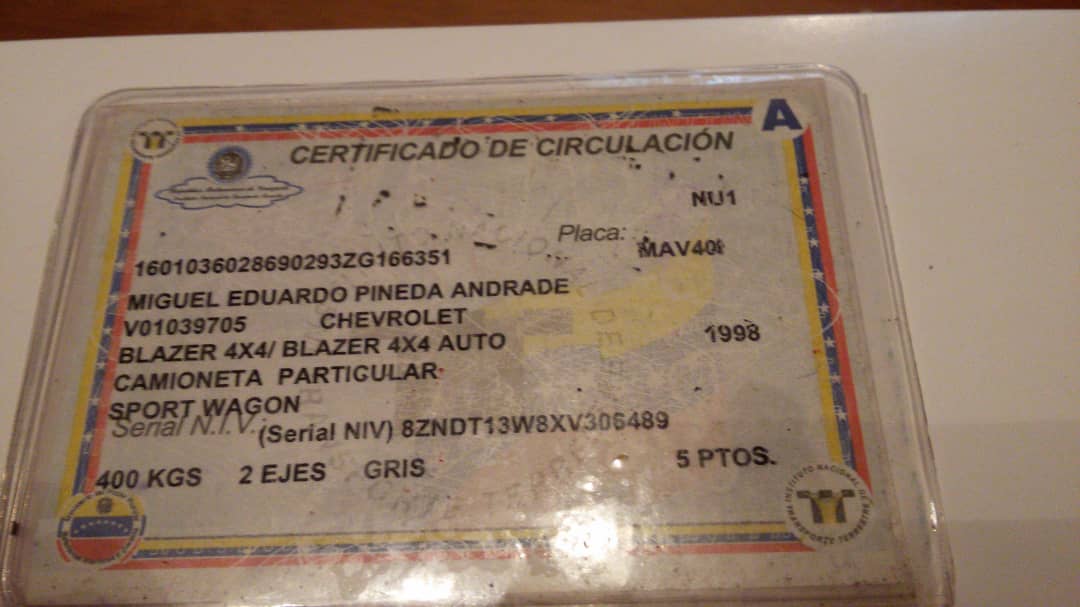 A
CERTIFICADO DE CIRCULACIÓN
NU1
Placa:
1601036028690293ZG166351
MIGUEL EDUARDO PINEDA ANDRADE
V01039705 CHEVROLET
BLAZER 4X4/ BLAZER 4X4 AUTO 1998
CAMIONETA PARTICULAR
SPORT WAGON
Serial N.I.V.: (Serial NIV) 8ZNDT13W8XV306489
400 KGS 2 EJES GRIS 5 PTOS.
INSTITUTO NACIONAL DE TRANSPORTE TERRESTRE